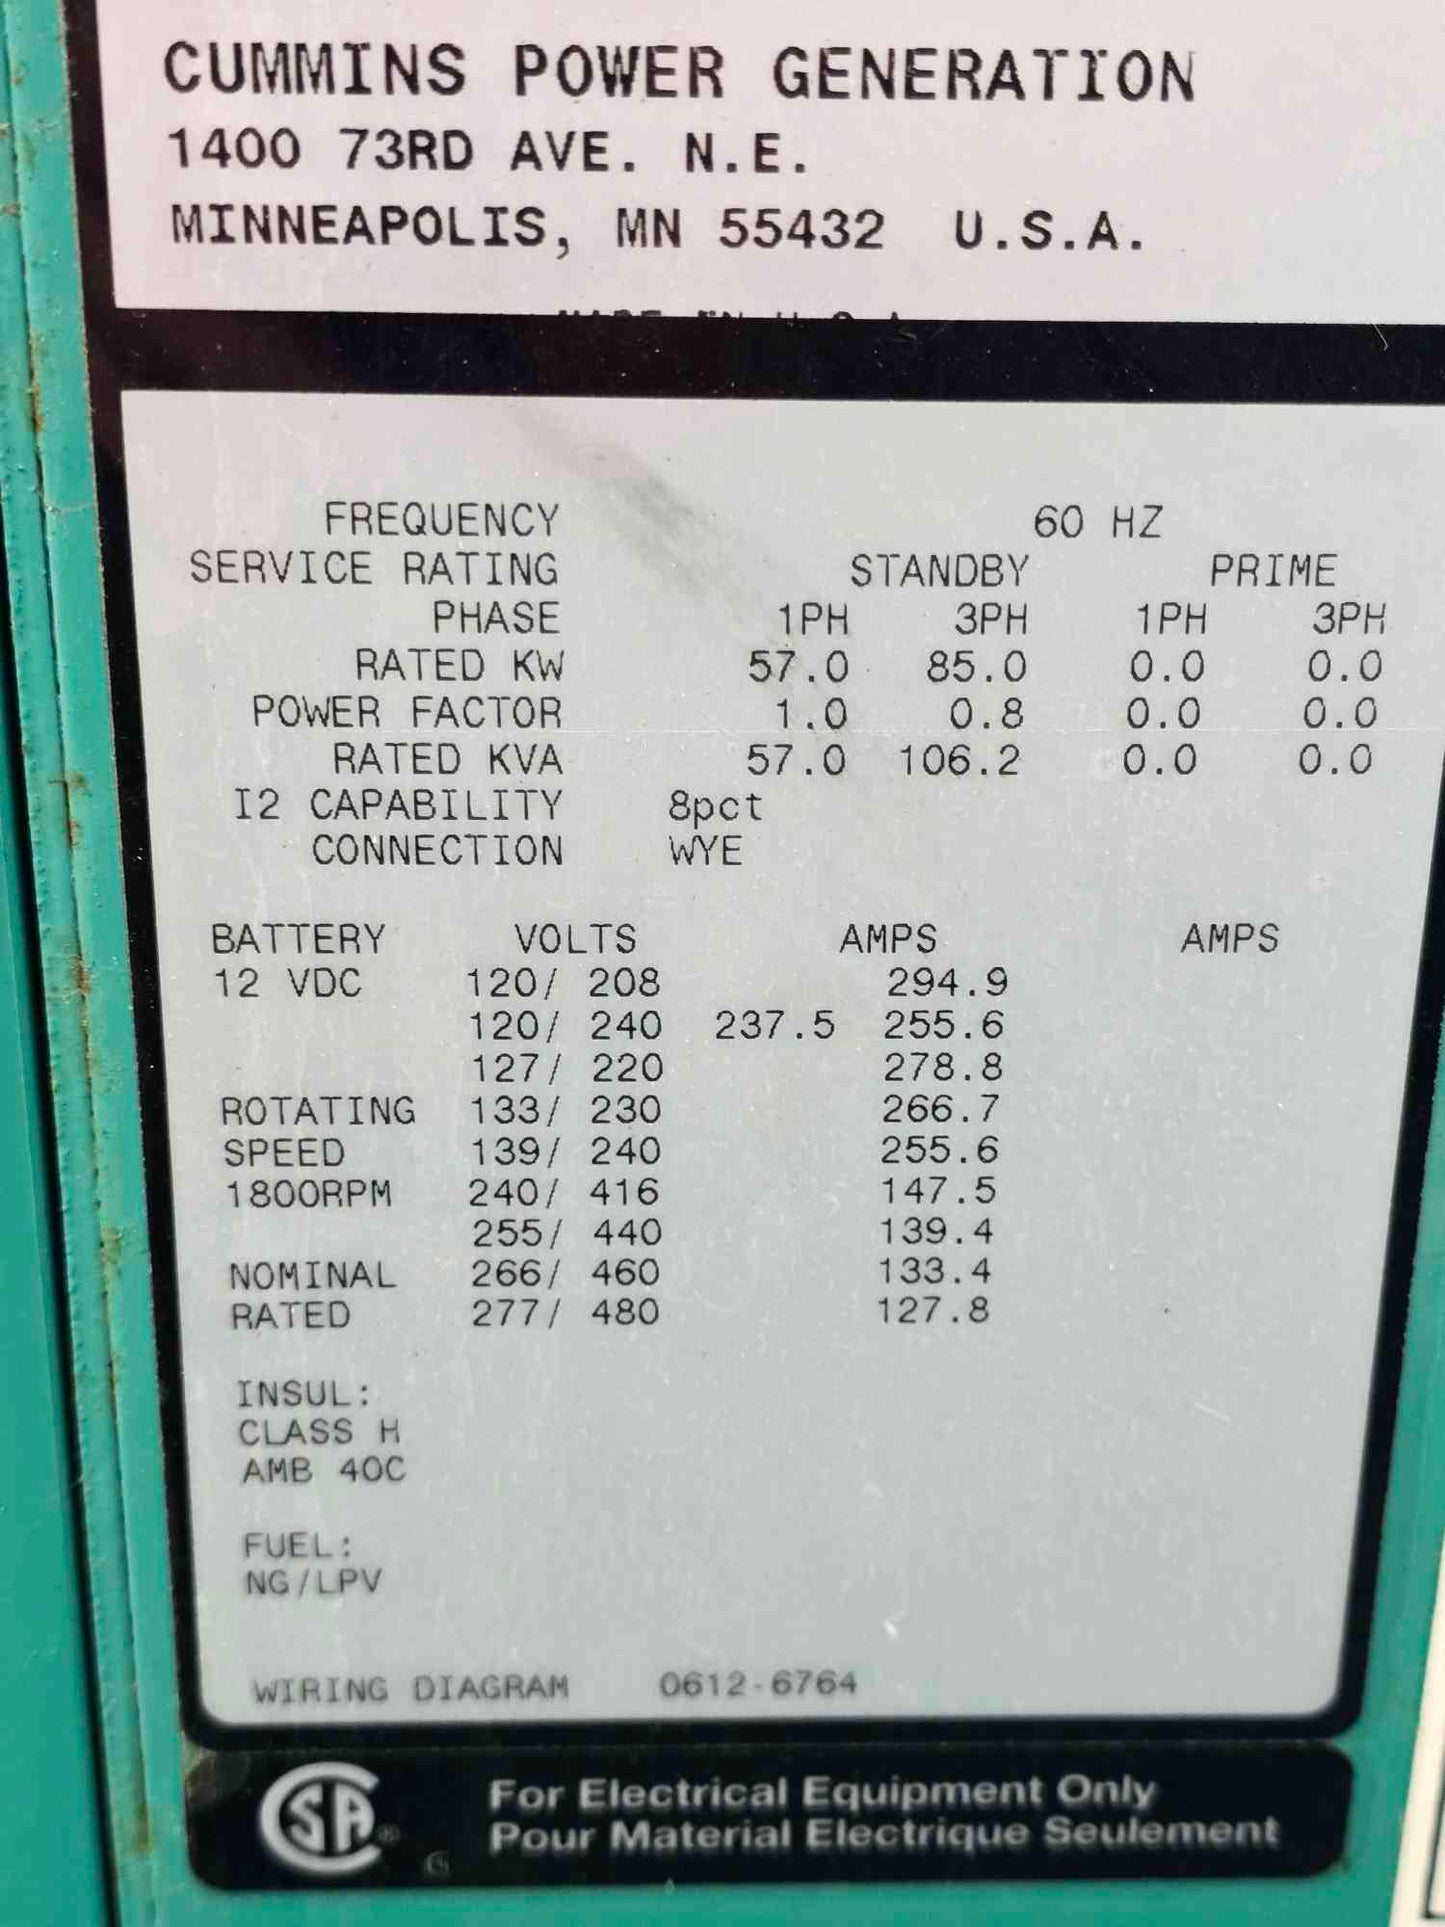 CUMMINS POWER GENERATION
1400 73RD AVE. N.E.
MINNEAPOLIS, MN 55432 U.S.A.
MADE IN U.S.A.
FREQUENCY 60 HZ
SERVICE RATING STANDBY PRIME
PHASE 1PH 3PH 1PH 3PH
RATED KW 57.0 85.0 0.0 0.0
POWER FACTOR 1.0 0.8 0.0 0.0
RATED KVA 57.0 106.2 0.0 0.0
I2 CAPABILITY 8pct
CONNECTION WYE
BATTERY VOLTS AMPS AMPS
12 VDC 120/ 208 294.9
120/ 240 237.5 255.6
127/ 220 278.8
ROTATING 133/ 230 266.7
SPEED 139/ 240 255.6
1800RPM 240/ 416 147.5
255/ 440 139.4
NOMINAL 266/ 460 133.4
RATED 277/ 480 127.8
INSUL:
CLASS H
AMB 40C
FUEL:
NG/LPV
WIRING DIAGRAM 0612-6764
CSA ® For Electrical Equipment Only
Pour Material Electrique Seulement